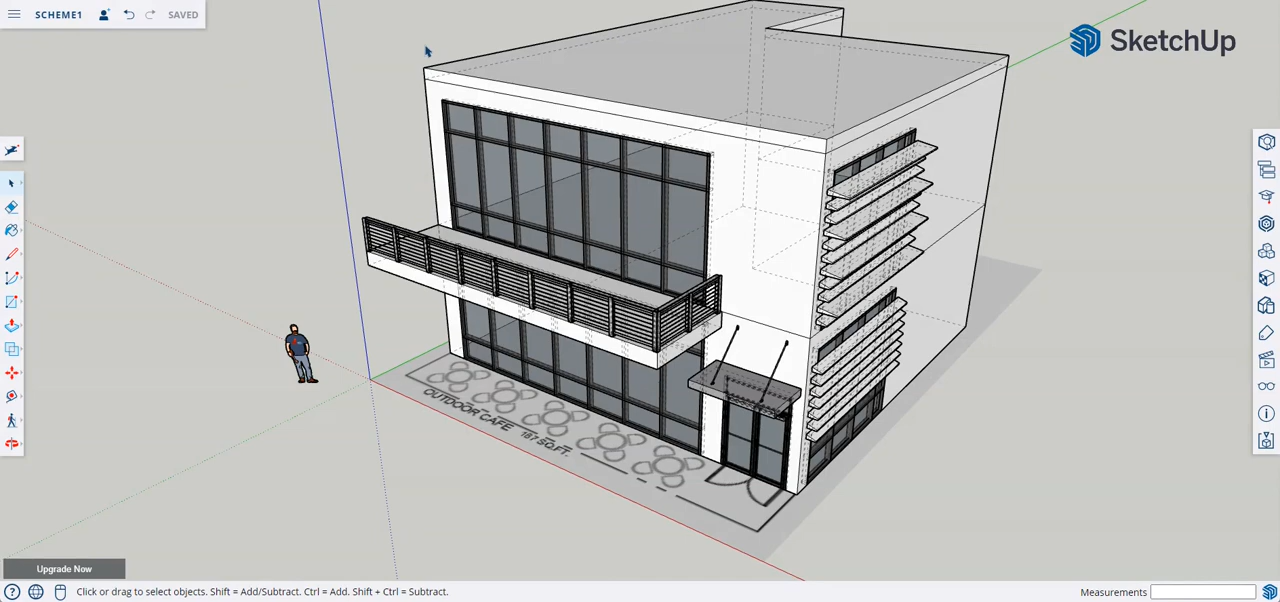 SCHEME1
SAVED
SketchUp
OUTDOOR CAFE 187 SQ.FT.
Upgrade Now
Click or drag to select objects. Shift = Add/Subtract. Ctrl = Add. Shift + Ctrl = Subtract.
Measurements